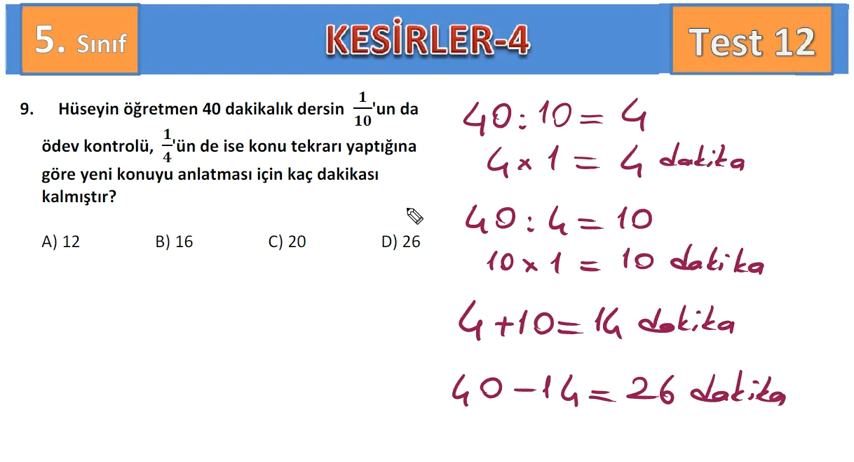 5. Sınıf
KESİRLER-4
Test 12
9. Hüseyin öğretmen 40 dakikalık dersin 1/10'un da
ödev kontrolü, 1/4'ün de ise konu tekrarı yaptığına
göre yeni konuyu anlatması için kaç dakikası
kalmıştır?
A) 12 B) 16 C) 20 D) 26
40 : 10 = 4
4 x 1 = 4 dakika
40 : 4 = 10
10 x 1 = 10 dakika
4 + 10 = 14 dakika
40 - 14 = 26 dakika